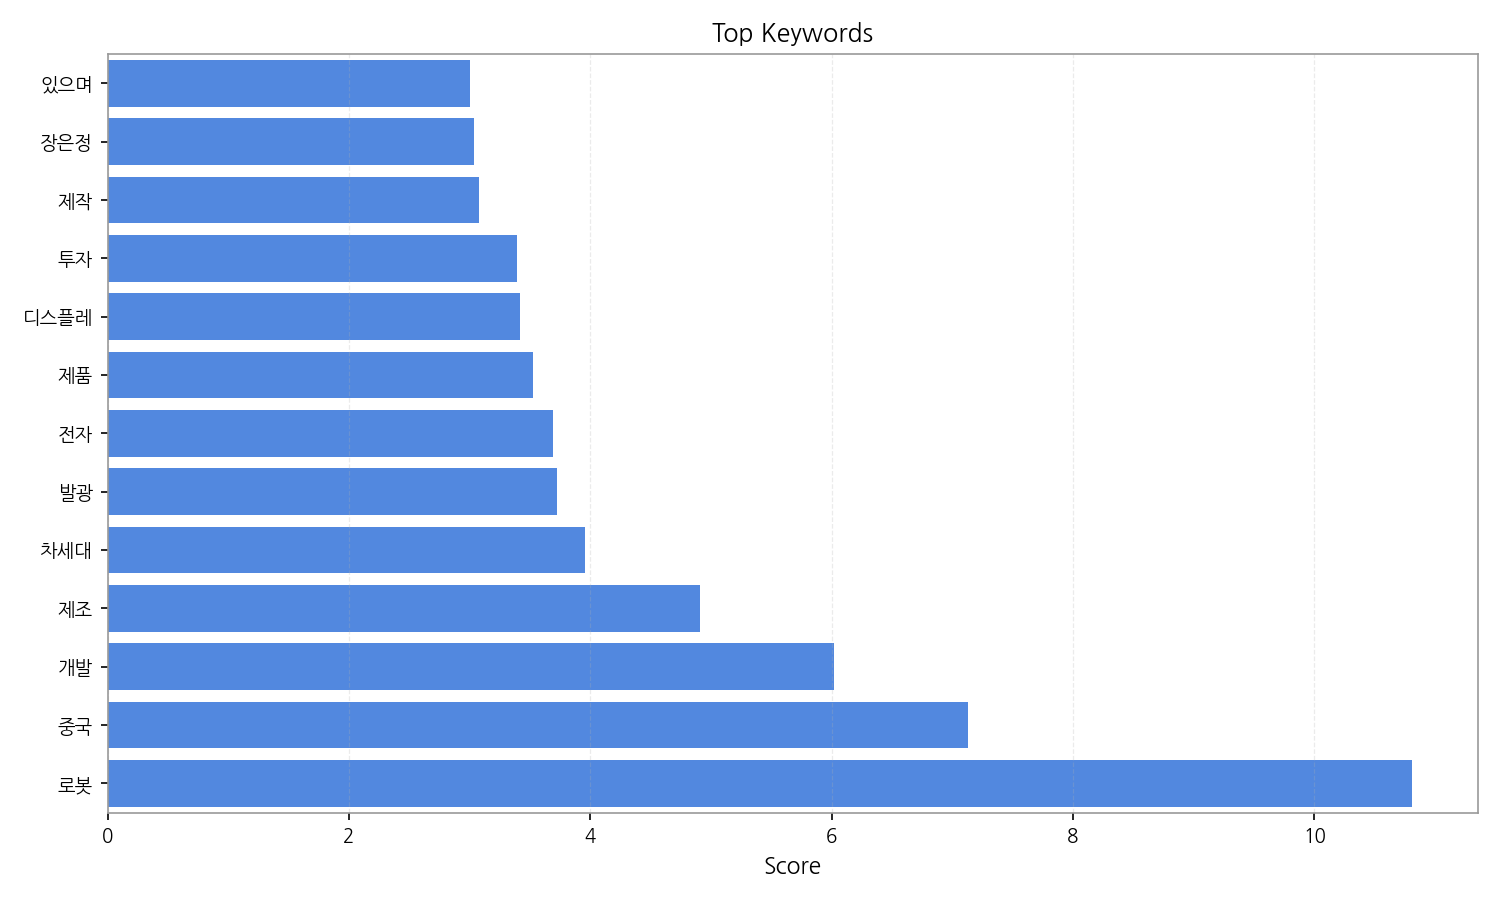 Top Keywords
있으며
장은정
제작
투자
디스플레
제품
전자
발광
차세대
제조
개발
중국
로봇
0 2 4 6 8 10
Score